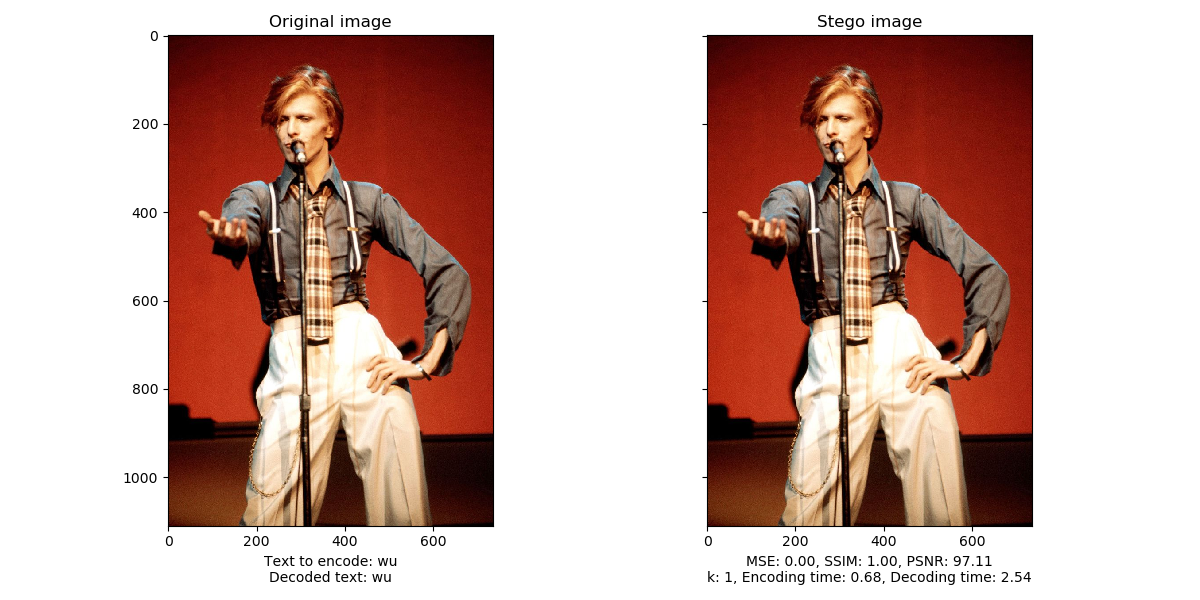 Original image
Stego image
0
200
400
600
800
1000
0 200 400 600
0 200 400 600
Text to encode: wu
Decoded text: wu
MSE: 0.00, SSIM: 1.00, PSNR: 97.11
k: 1, Encoding time: 0.68, Decoding time: 2.54